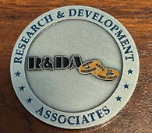 RESEARCH & DEVELOPMENT
R&DA
ASSOCIATES